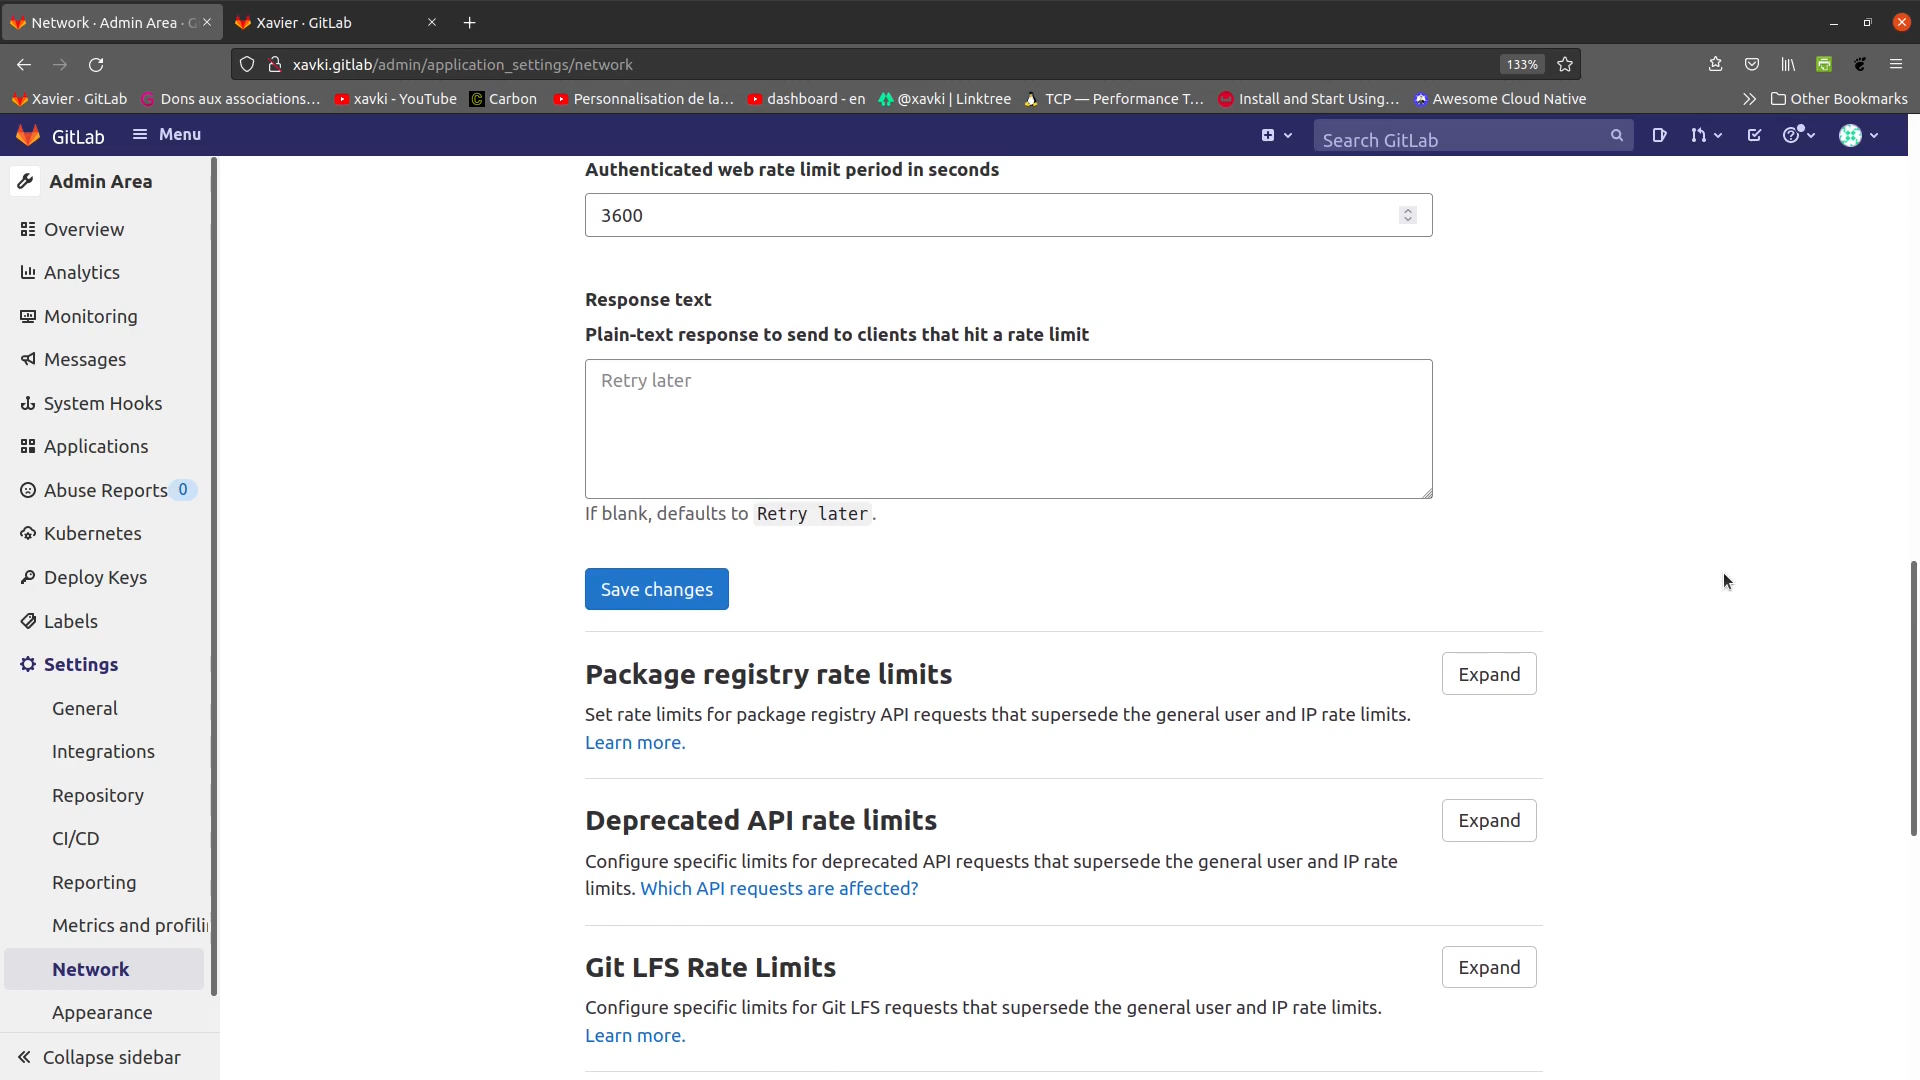 Network · Admin Area · G
Xavier · GitLab
xavki.gitlab/admin/application_settings/network
133%
Xavier · GitLab
Dons aux associations...
xavki - YouTube
Carbon
Personnalisation de la...
dashboard - en
@xavki | Linktree
TCP — Performance T...
Install and Start Using...
Awesome Cloud Native
Other Bookmarks
GitLab
Menu
Search GitLab
Admin Area
Overview
Analytics
Monitoring
Messages
System Hooks
Applications
Abuse Reports 0
Kubernetes
Deploy Keys
Labels
Settings
General
Integrations
Repository
CI/CD
Reporting
Metrics and profili
Network
Appearance
Collapse sidebar
Authenticated web rate limit period in seconds
3600
Response text
Plain-text response to send to clients that hit a rate limit
Retry later
If blank, defaults to Retry later.
Save changes
Package registry rate limits
Expand
Set rate limits for package registry API requests that supersede the general user and IP rate limits.
Learn more.
Deprecated API rate limits
Expand
Configure specific limits for deprecated API requests that supersede the general user and IP rate
limits. Which API requests are affected?
Git LFS Rate Limits
Expand
Configure specific limits for Git LFS requests that supersede the general user and IP rate limits.
Learn more.